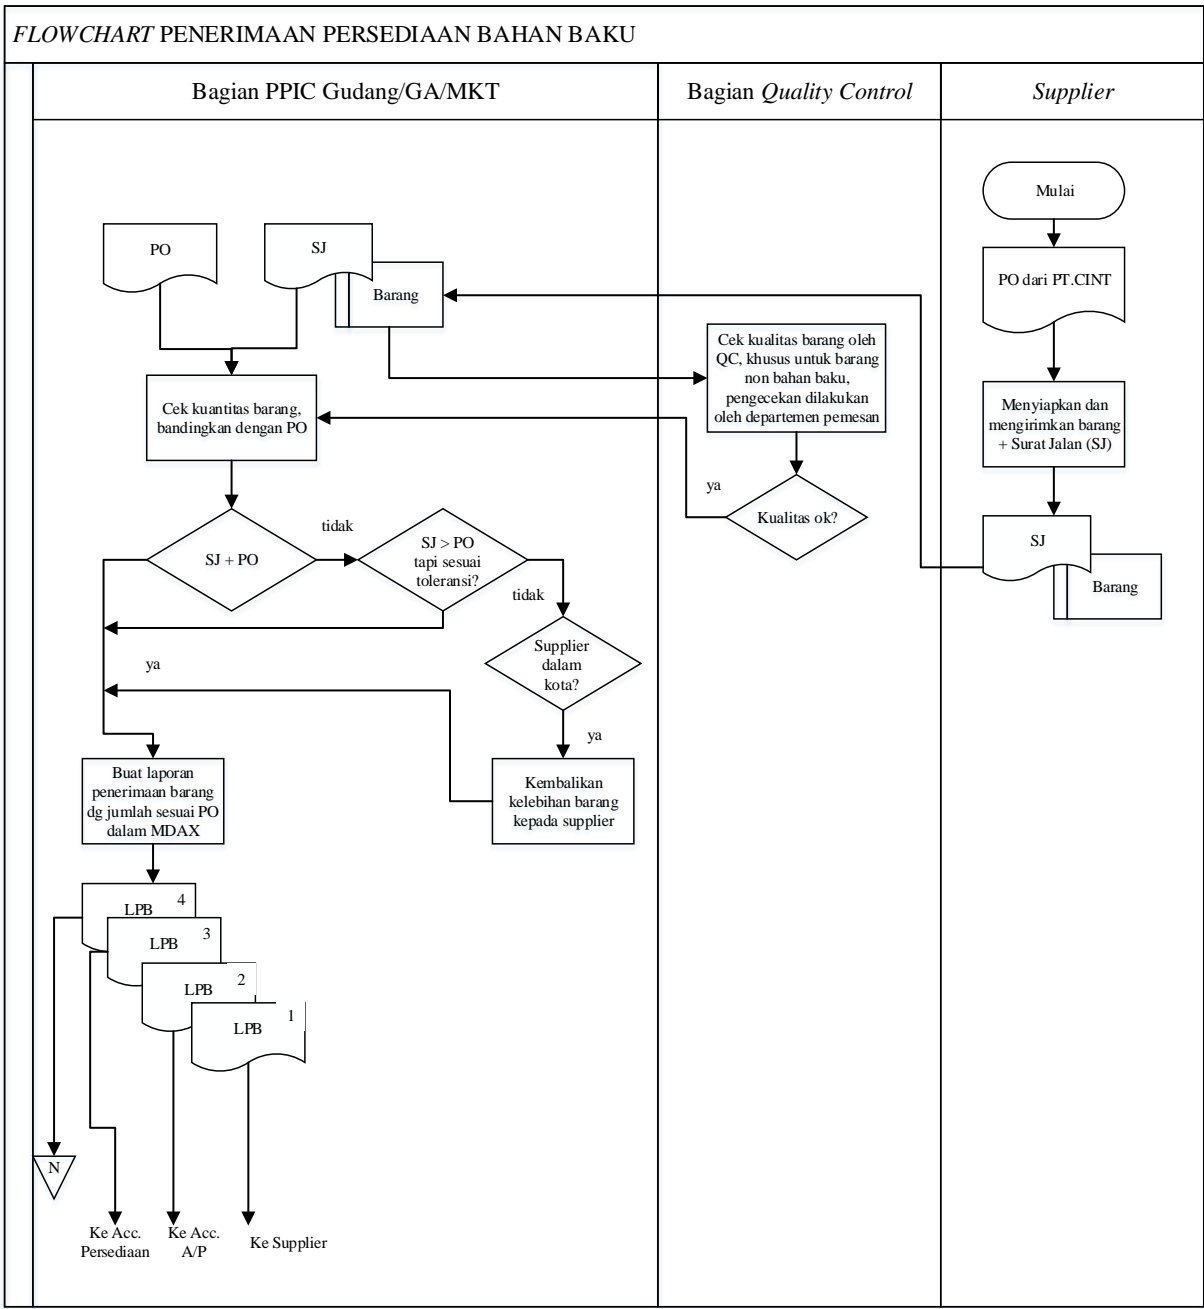 FLOWCHART PENERIMAAN PERSEDIAAN BAHAN BAKU
Bagian PPIC Gudang/GA/MKT
Bagian Quality Control
Supplier
Mulai
PO dari PT.CINT
Menyiapkan dan
mengirimkan barang
+ Surat Jalan (SJ)
SJ
Barang
PO
SJ
Barang
Cek kualitas barang oleh
QC, khusus untuk barang
non bahan baku,
pengecekan dilakukan
oleh departemen pemesan
Kualitas ok?
ya
Cek kuantitas barang,
bandingkan dengan PO
SJ + PO
tidak
SJ > PO
tapi sesuai
toleransi?
tidak
Supplier
dalam
kota?
ya
ya
Kembalikan
kelebihan barang
kepada supplier
Buat laporan
penerimaan barang
dg jumlah sesuai PO
dalam MDAX
LPB 4
LPB 3
LPB 2
LPB 1
N
Ke Acc.
Persediaan
Ke Acc.
A/P
Ke Supplier